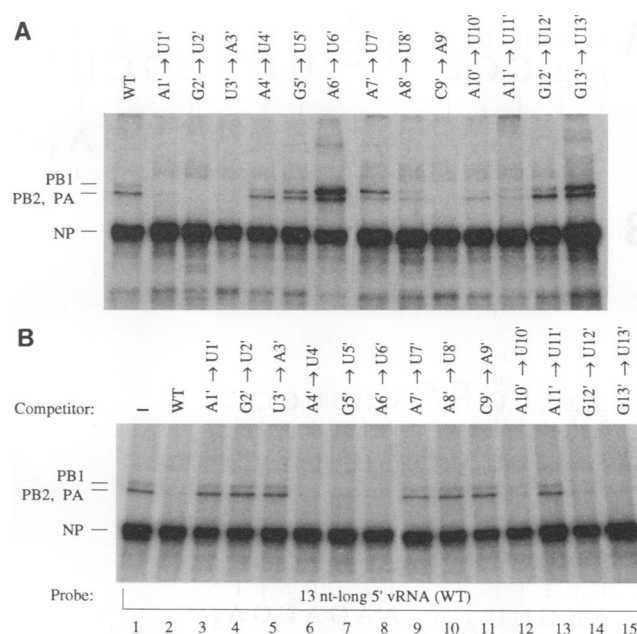 A
WT
A1' → U1'
G2' → U2'
U3' → A3'
A4' → U4'
G5' → U5'
A6' → U6'
A7' → U7'
A8' → U8'
C9' → A9'
A10' → U10'
A11' → U11'
G12' → U12'
G13' → U13'
PB1
PB2, PA
NP
B
Competitor:
–
WT
A1' → U1'
G2' → U2'
U3' → A3'
A4' → U4'
G5' → U5'
A6' → U6'
A7' → U7'
A8' → U8'
C9' → A9'
A10' → U10'
A11' → U11'
G12' → U12'
G13' → U13'
PB1
PB2, PA
NP
Probe: 13 nt-long 5' vRNA (WT)
1 2 3 4 5 6 7 8 9 10 11 12 13 14 15